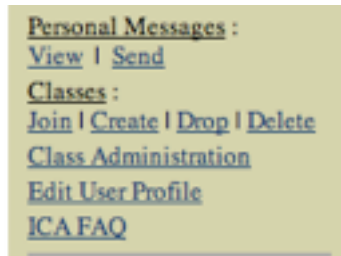 Personal Messages :
View | Send
Classes :
Join | Create | Drop | Delete
Class Administration
Edit User Profile
ICA FAQ